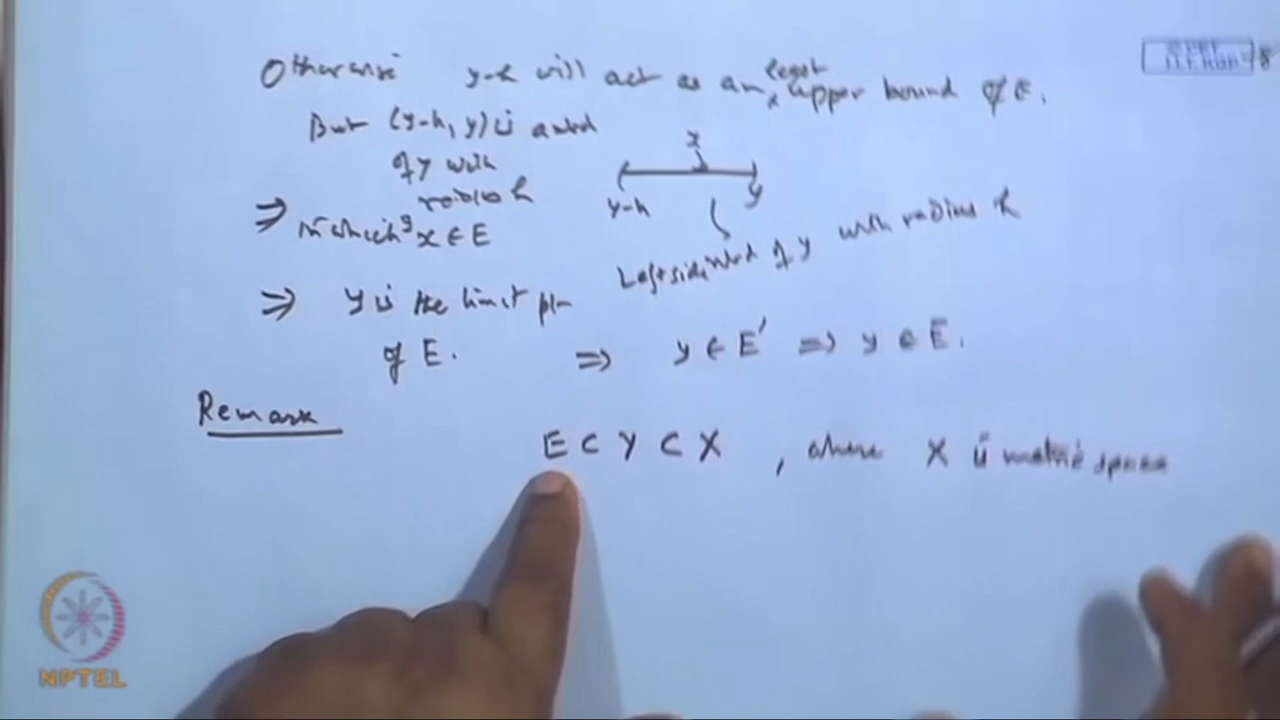 Otherwise y-h will act as an least upper bound of E.
But (y-h, y) is a nbd
of y with
radius h
x
y-h
y
⇒ in which ∃ x ∈ E
Left side nbd of y with radius h
⇒ y is the limit pt
of E. ⇒ y ∈ E' ⇒ y ∈ E.
Remark
E ⊂ Y ⊂ X , where X is metric space
NPTEL